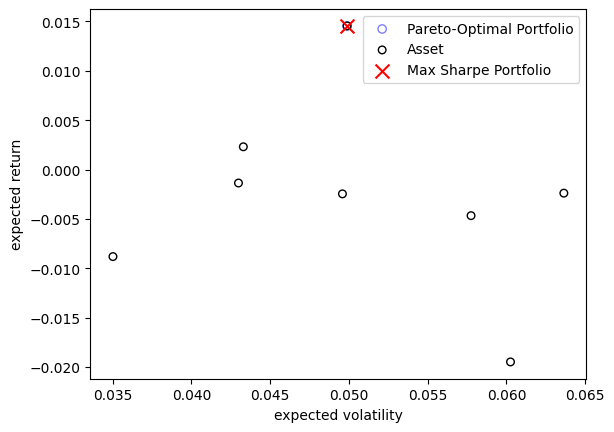 0.015
0.010
0.005
0.000
−0.005
−0.010
−0.015
−0.020
expected return
Pareto-Optimal Portfolio
Asset
Max Sharpe Portfolio
0.035 0.040 0.045 0.050 0.055 0.060 0.065
expected volatility